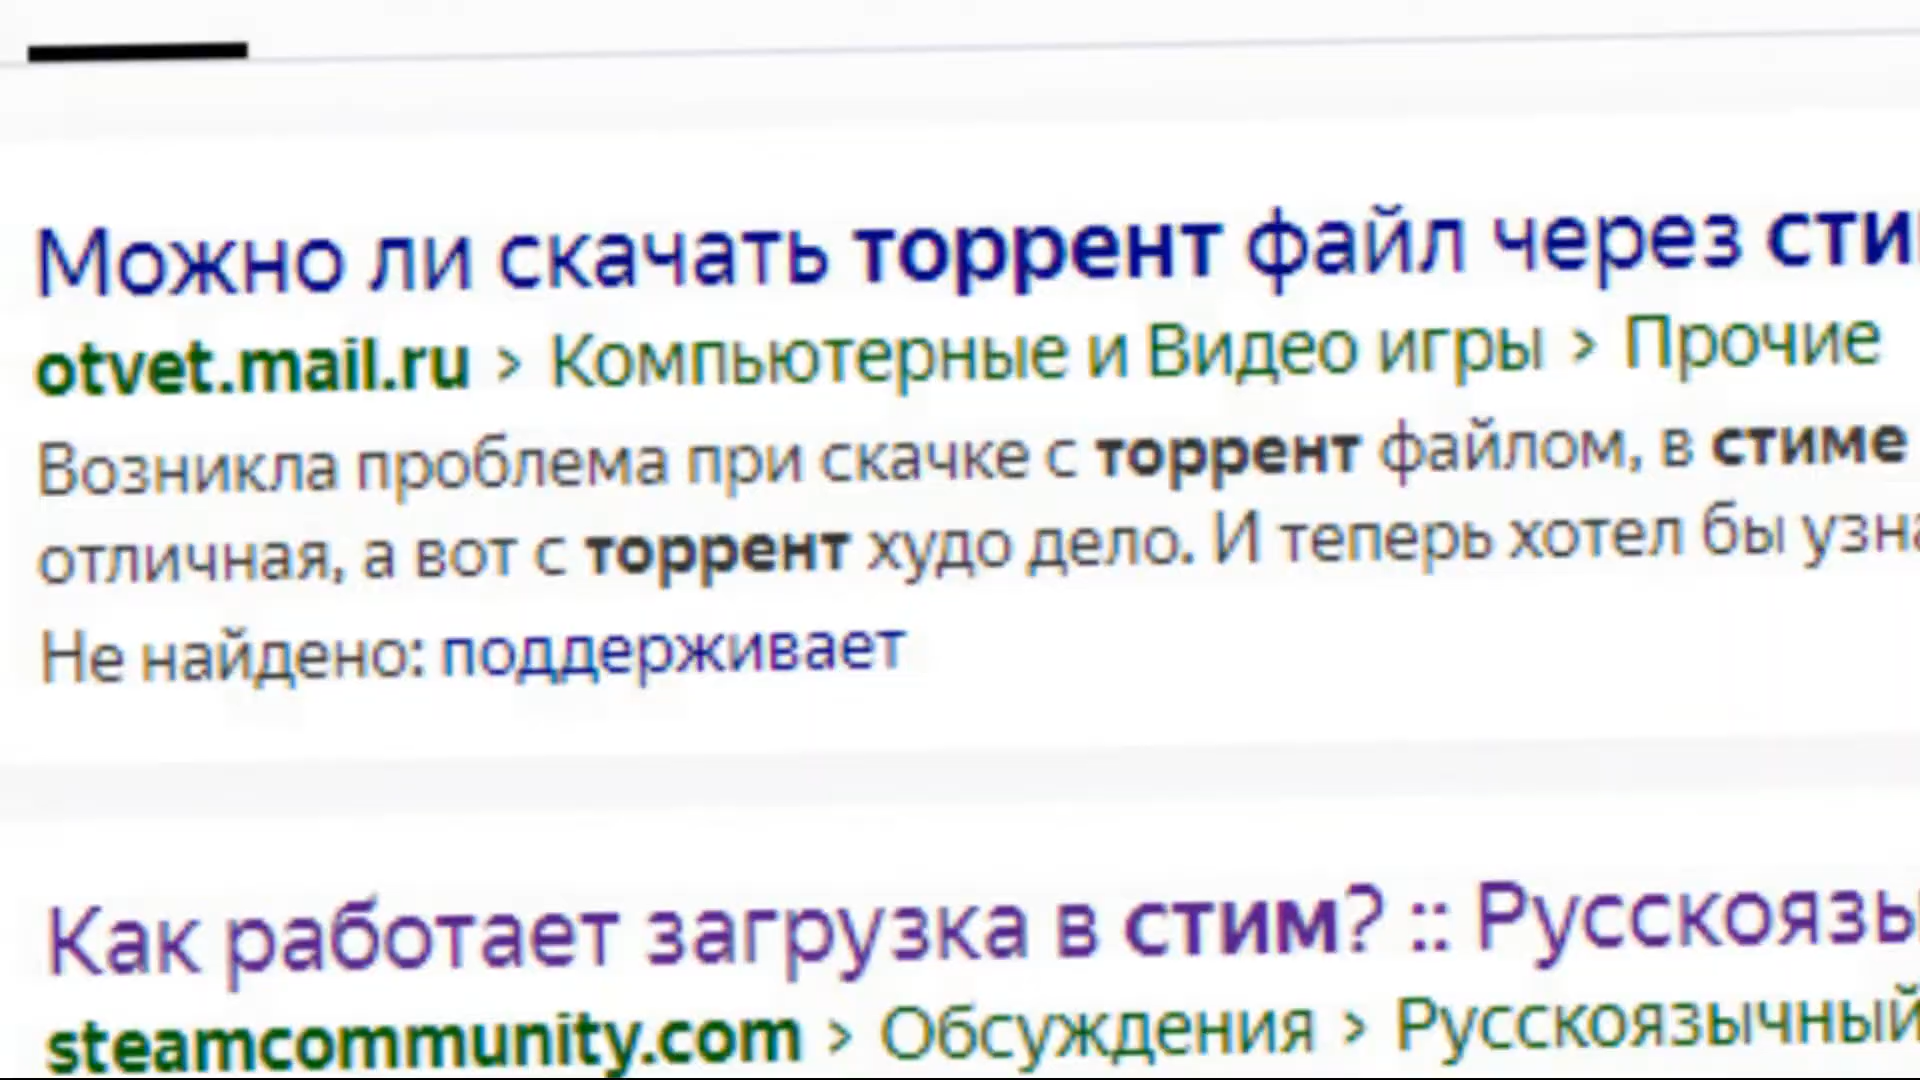 Можно ли скачать торрент файл через
otvet.mail.ru > Компьютерные и Видео игры > Прочие
Возникла проблема при скачке с торрент файлом, в стиме
отличная, а вот с торрент худо дело. И теперь хотел бы
Не найдено: поддерживает
Как работает загрузка в стим? ::
steamcommunity.com > Обсуждения > Русскоязычный